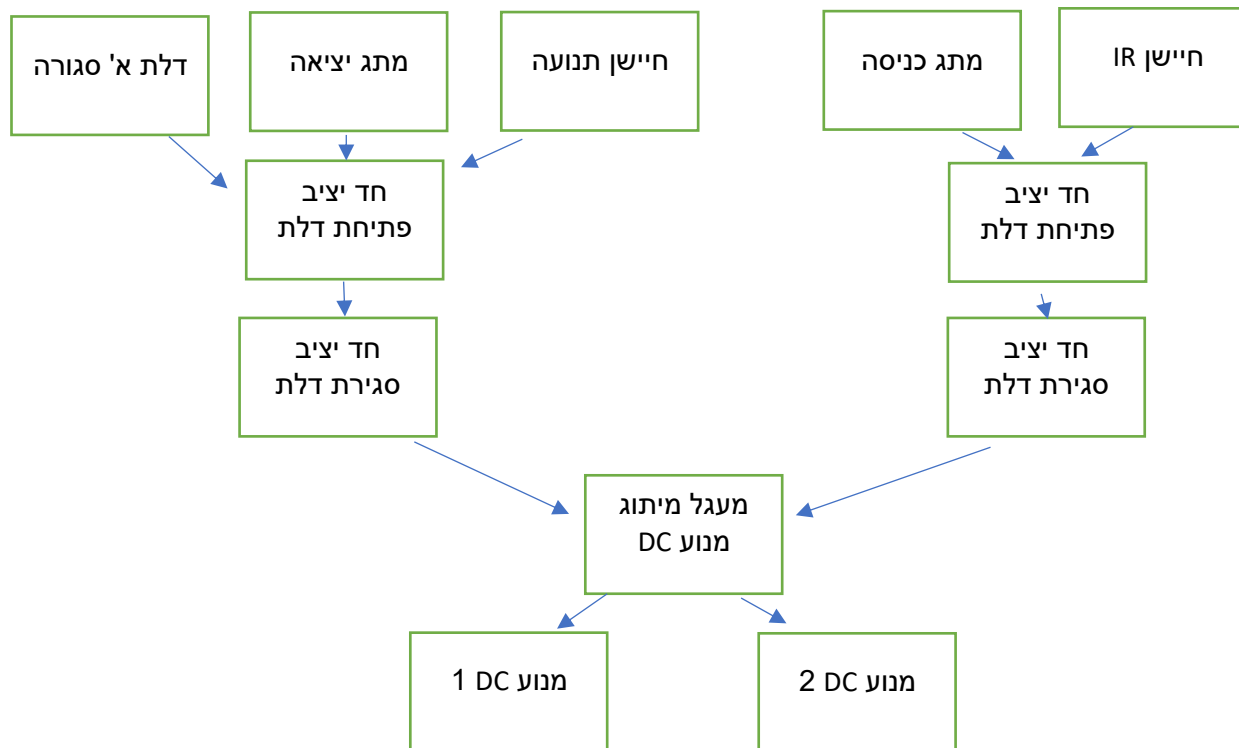 חיישן IR
מתג כניסה
חיישן תנועה
מתג יציאה
דלת א' סגורה
חד יציב
פתיחת דלת
חד יציב
פתיחת דלת
חד יציב
סגירת דלת
חד יציב
סגירת דלת
מעגל מיתוג
מנוע DC
מנוע DC 2
מנוע DC 1